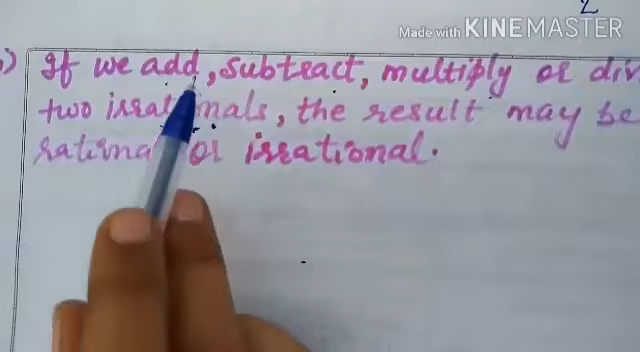 2
Made with KINEMASTER
) If we add, subtract, multiply or div
two irrationals, the result may be
rational or irrational.